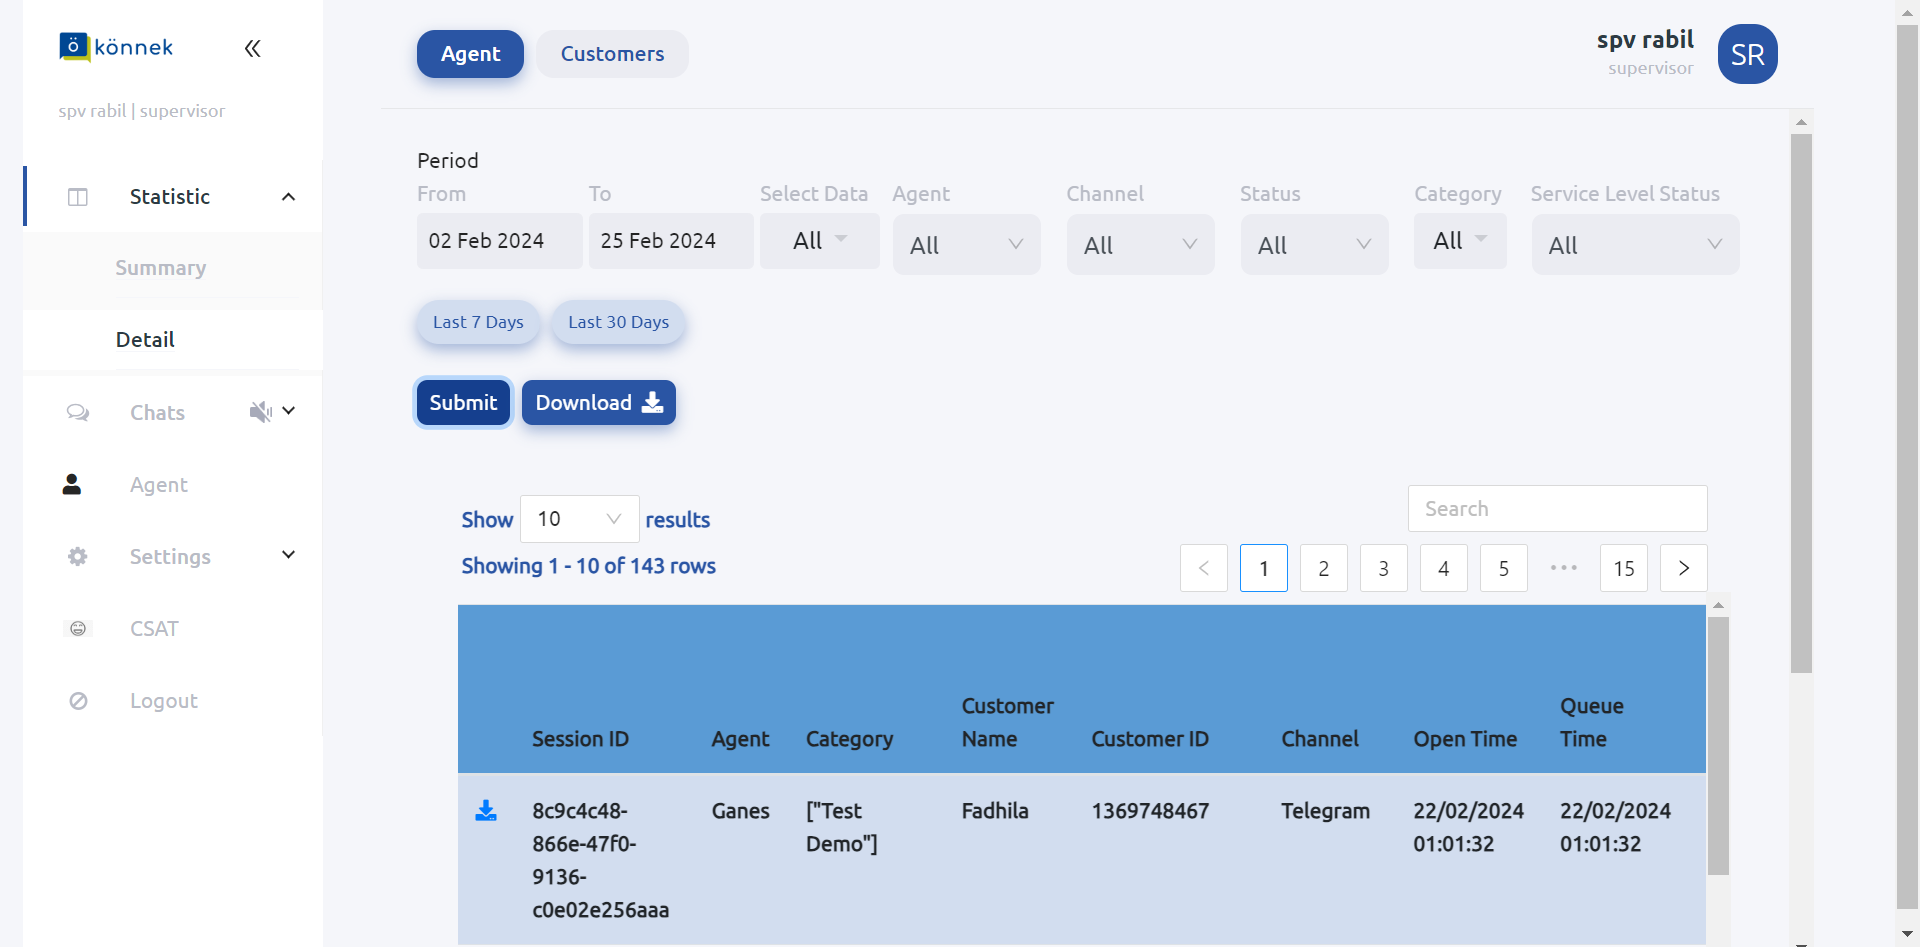 ö könnek
spv rabil | supervisor
Statistic
Summary
Detail
Chats
Agent
Settings
CSAT
Logout
Agent
Customers
spv rabil
supervisor
SR
Period
From To Select Data Agent Channel Status Category Service Level Status
02 Feb 2024 25 Feb 2024 All All All All All All
Last 7 Days Last 30 Days
Submit Download
Search
Show 10 results
Showing 1 - 10 of 143 rows
< 1 2 3 4 5 ••• 15 >
Customer Queue
Session ID Agent Category Name Customer ID Channel Open Time Time
8c9c4c48- Ganes ["Test Fadhila 1369748467 Telegram 22/02/2024 22/02/2024
866e-47f0- Demo"] 01:01:32 01:01:32
9136-
c0e02e256aaa